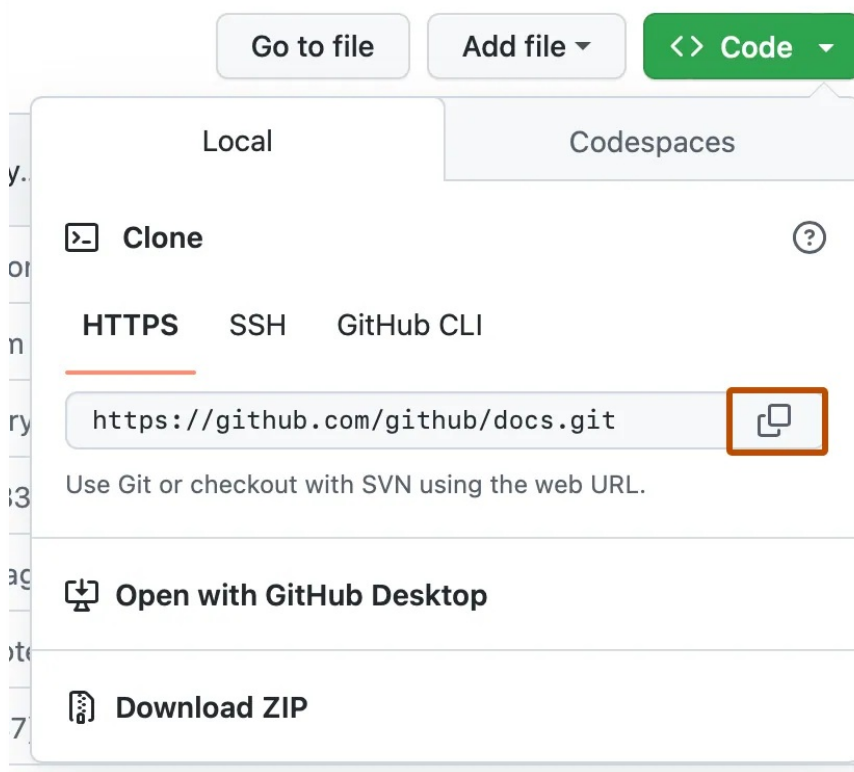 Go to file
Add file
<> Code
Local
Codespaces
Clone
HTTPS
SSH
GitHub CLI
https://github.com/github/docs.git
Use Git or checkout with SVN using the web URL.
Open with GitHub Desktop
Download ZIP